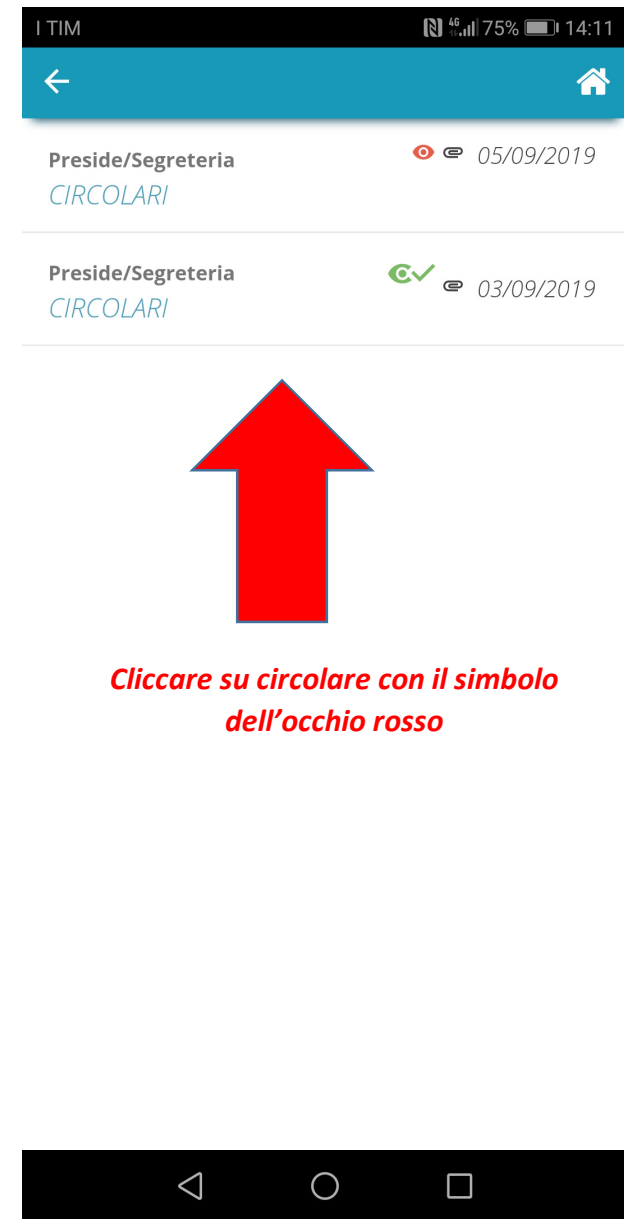 I TIM 4G 75% 14:11
Preside/Segreteria 05/09/2019
CIRCOLARI
Preside/Segreteria 03/09/2019
CIRCOLARI
Cliccare su circolare con il simbolo
dell’occhio rosso